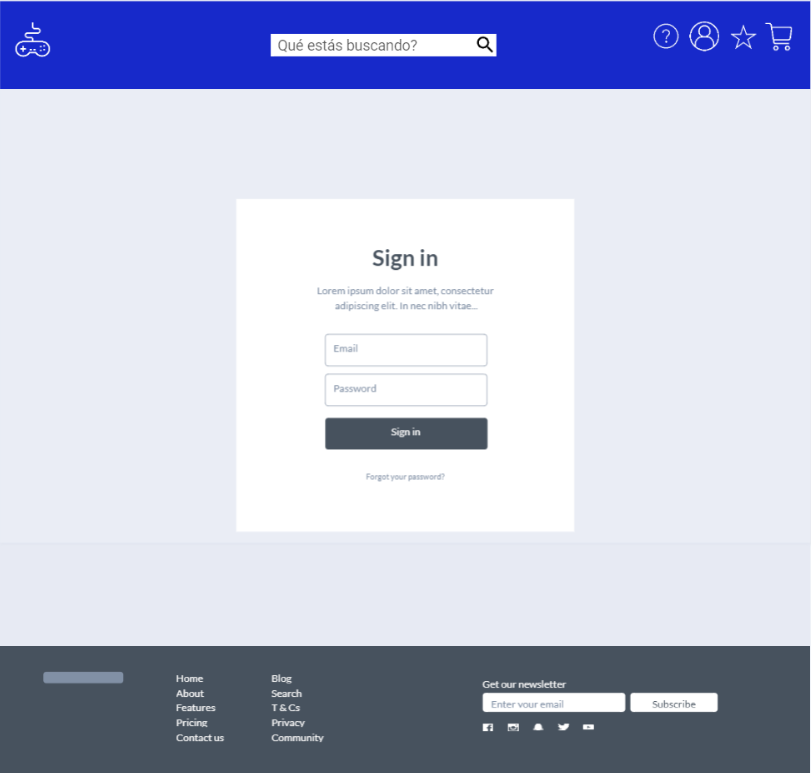 Qué estás buscando?
Sign in
Lorem ipsum dolor sit amet, consectetur
adipiscing elit. In nec nibh vitae...
Email
Password
Sign in
Forgot your password?
Home
About
Features
Pricing
Contact us
Blog
Search
T & Cs
Privacy
Community
Get our newsletter
Enter your email
Subscribe